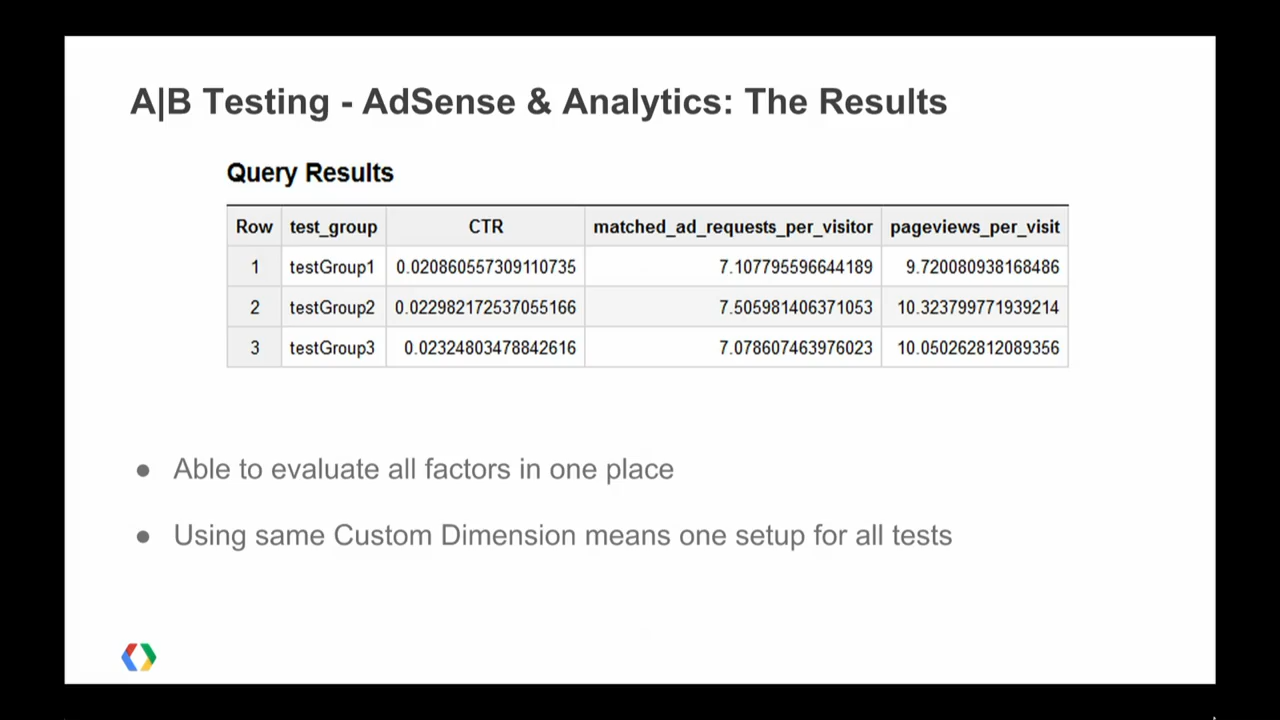 A|B Testing - AdSense & Analytics: The Results
Query Results
Row test_group CTR matched_ad_requests_per_visitor pageviews_per_visit
1 testGroup1 0.020860557309110735 7.107795596644189 9.720080938168486
2 testGroup2 0.022982172537055166 7.505981406371053 10.323799771939214
3 testGroup3 0.02324803478842616 7.078607463976023 10.050262812089356
● Able to evaluate all factors in one place
● Using same Custom Dimension means one setup for all tests